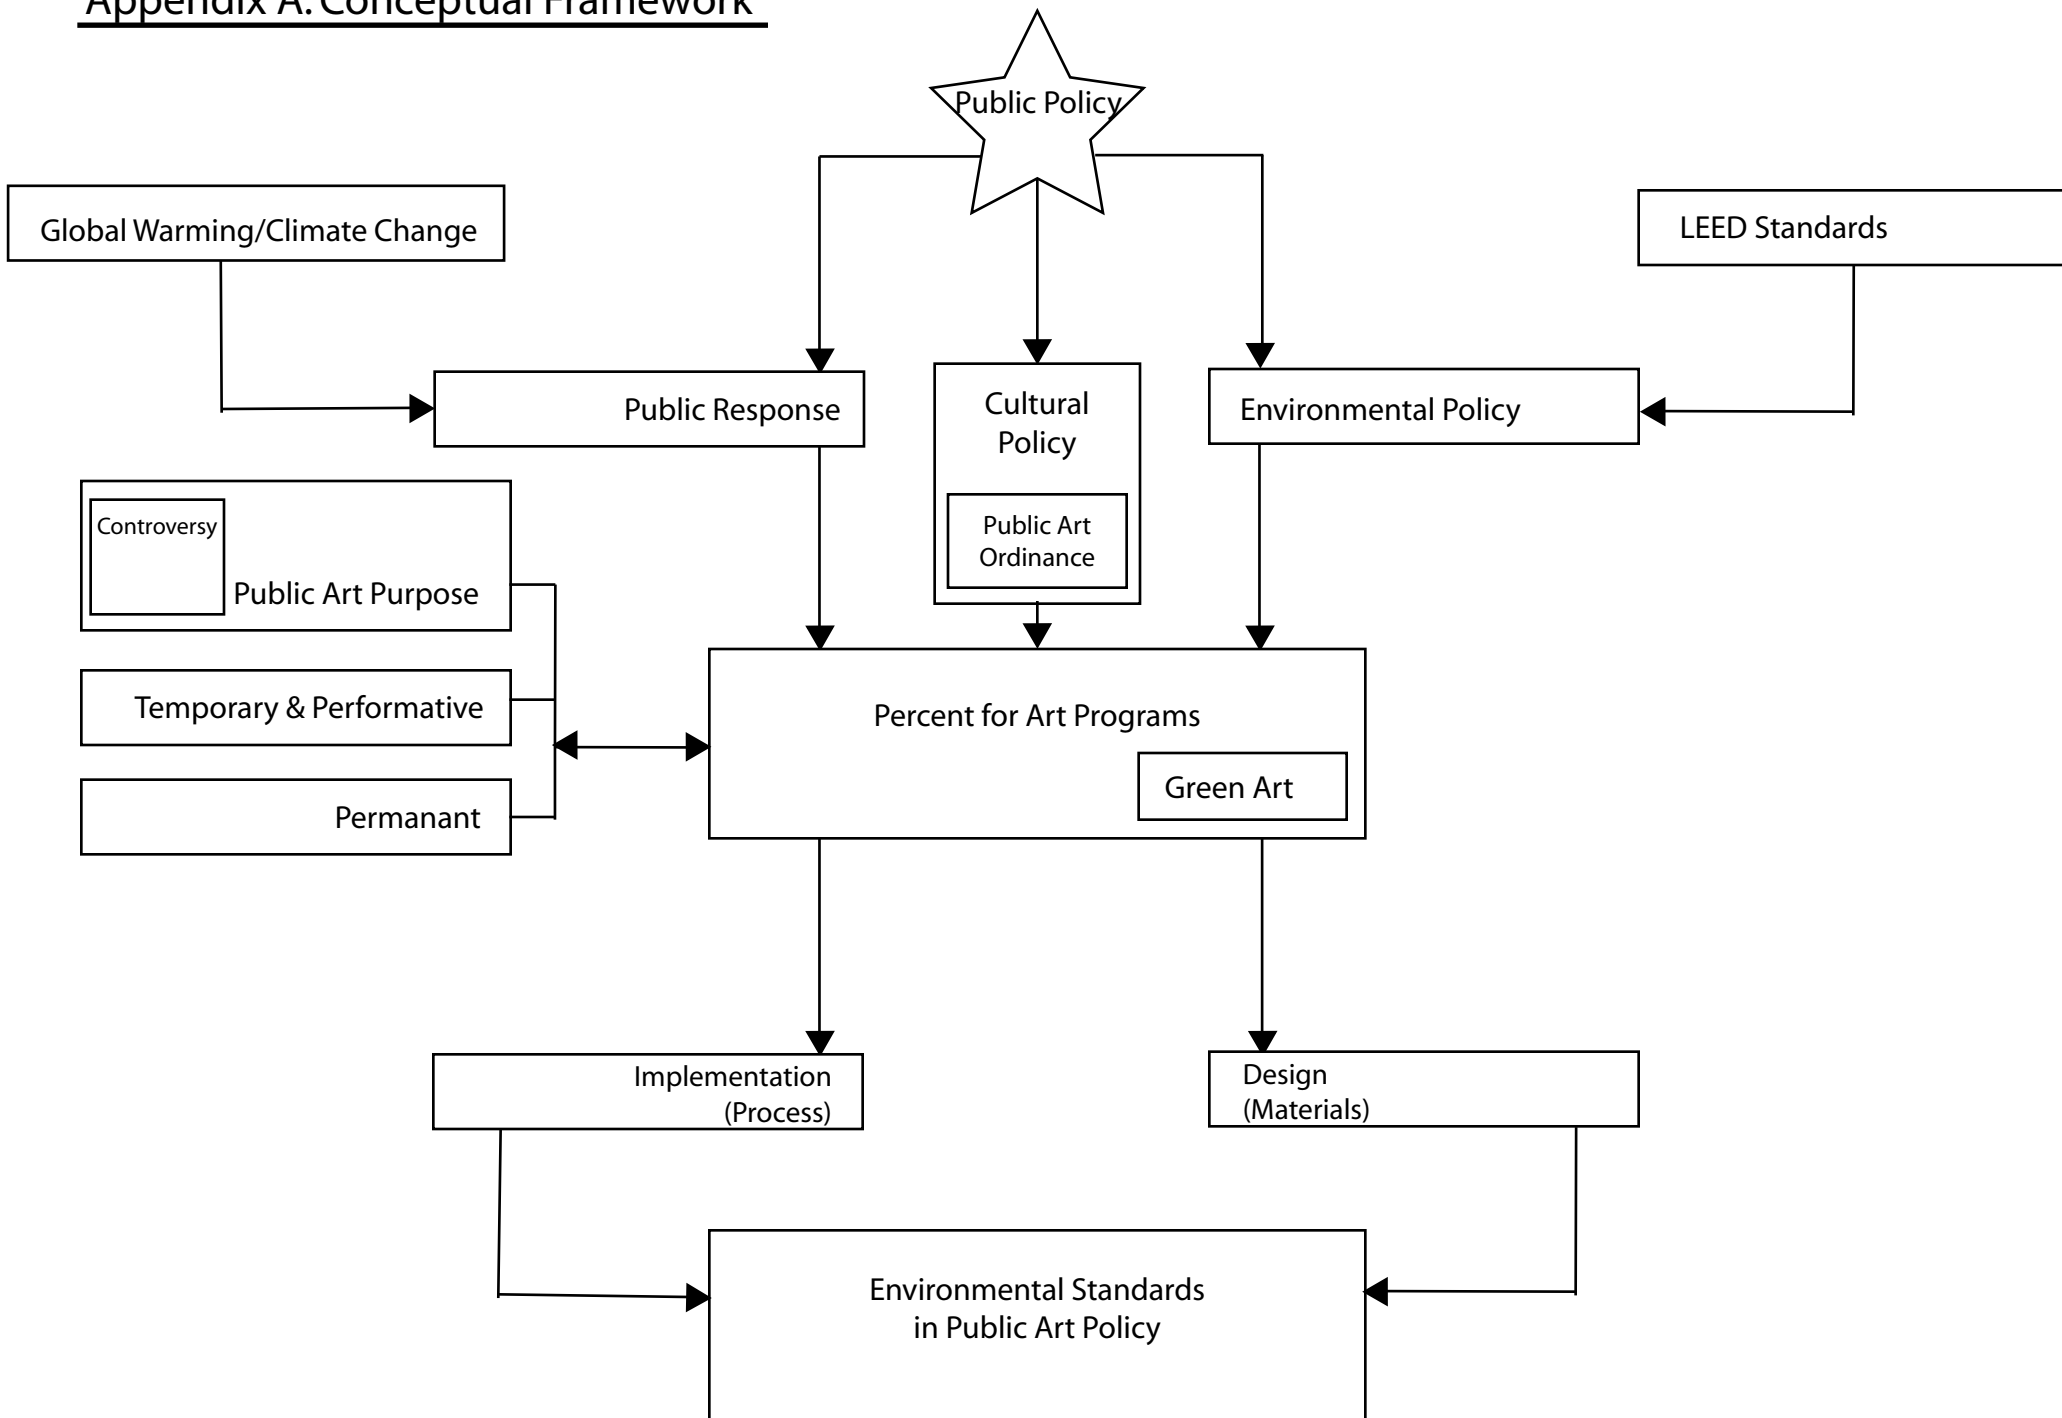 Appendix A: Conceptual Framework
Public Policy
Global Warming/Climate Change
LEED Standards
Public Response
Cultural
Policy
Environmental Policy
Public Art
Ordinance
Controversy
Public Art Purpose
Temporary & Performative
Permanant
Percent for Art Programs
Green Art
Implementation
(Process)
Design
(Materials)
Environmental Standards
in Public Art Policy